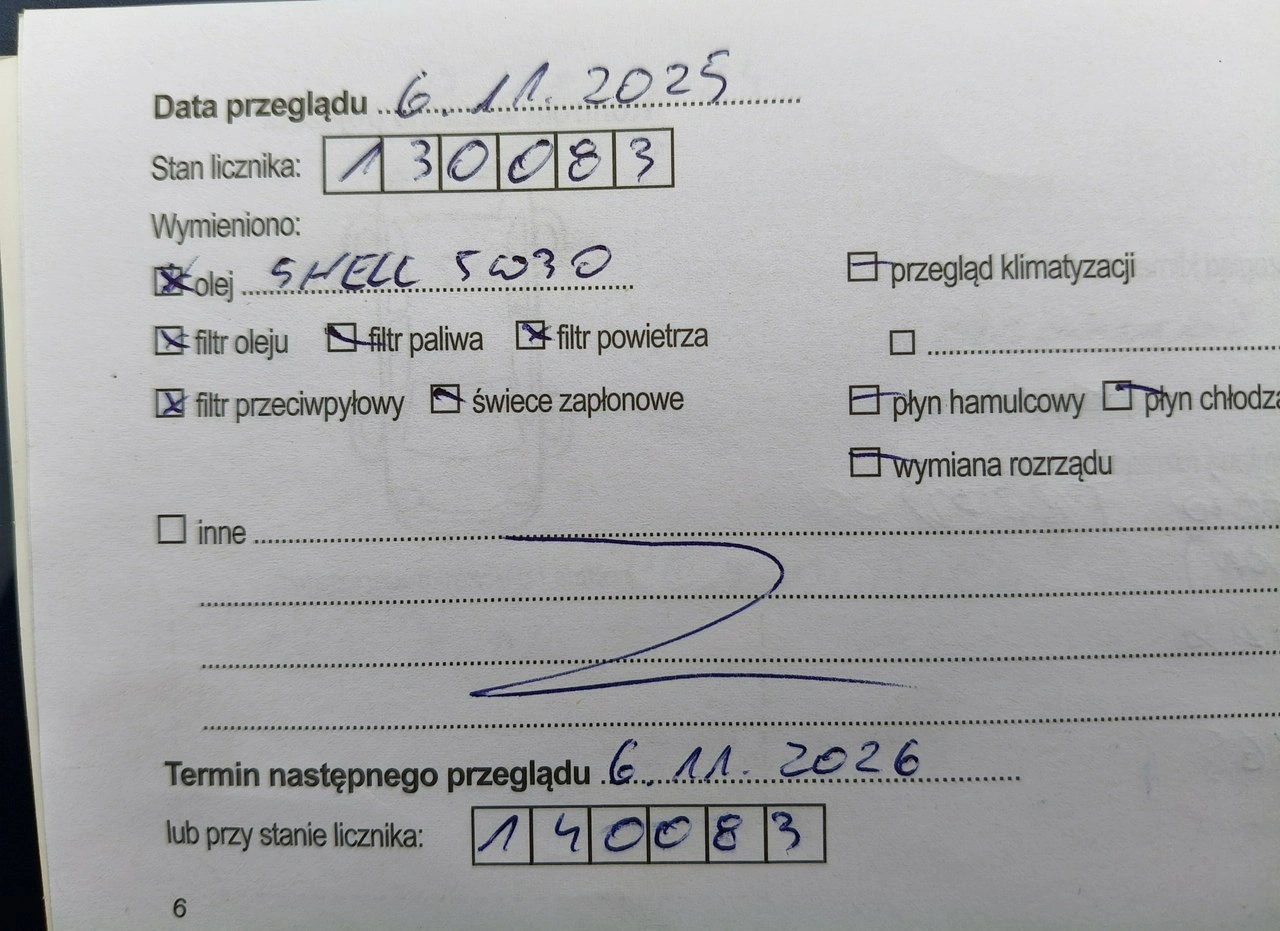 Data przeglądu 6.11.2025
Stan licznika: 130083
Wymieniono:
olej SHELL 5W30
przegląd klimatyzacji
filtr oleju filtr paliwa filtr powietrza
filtr przeciwpyłowy świece zapłonowe
płyn hamulcowy płyn chłodza
wymiana rozrządu
inne
Termin następnego przeglądu 6.11.2026
lub przy stanie licznika: 140083
6